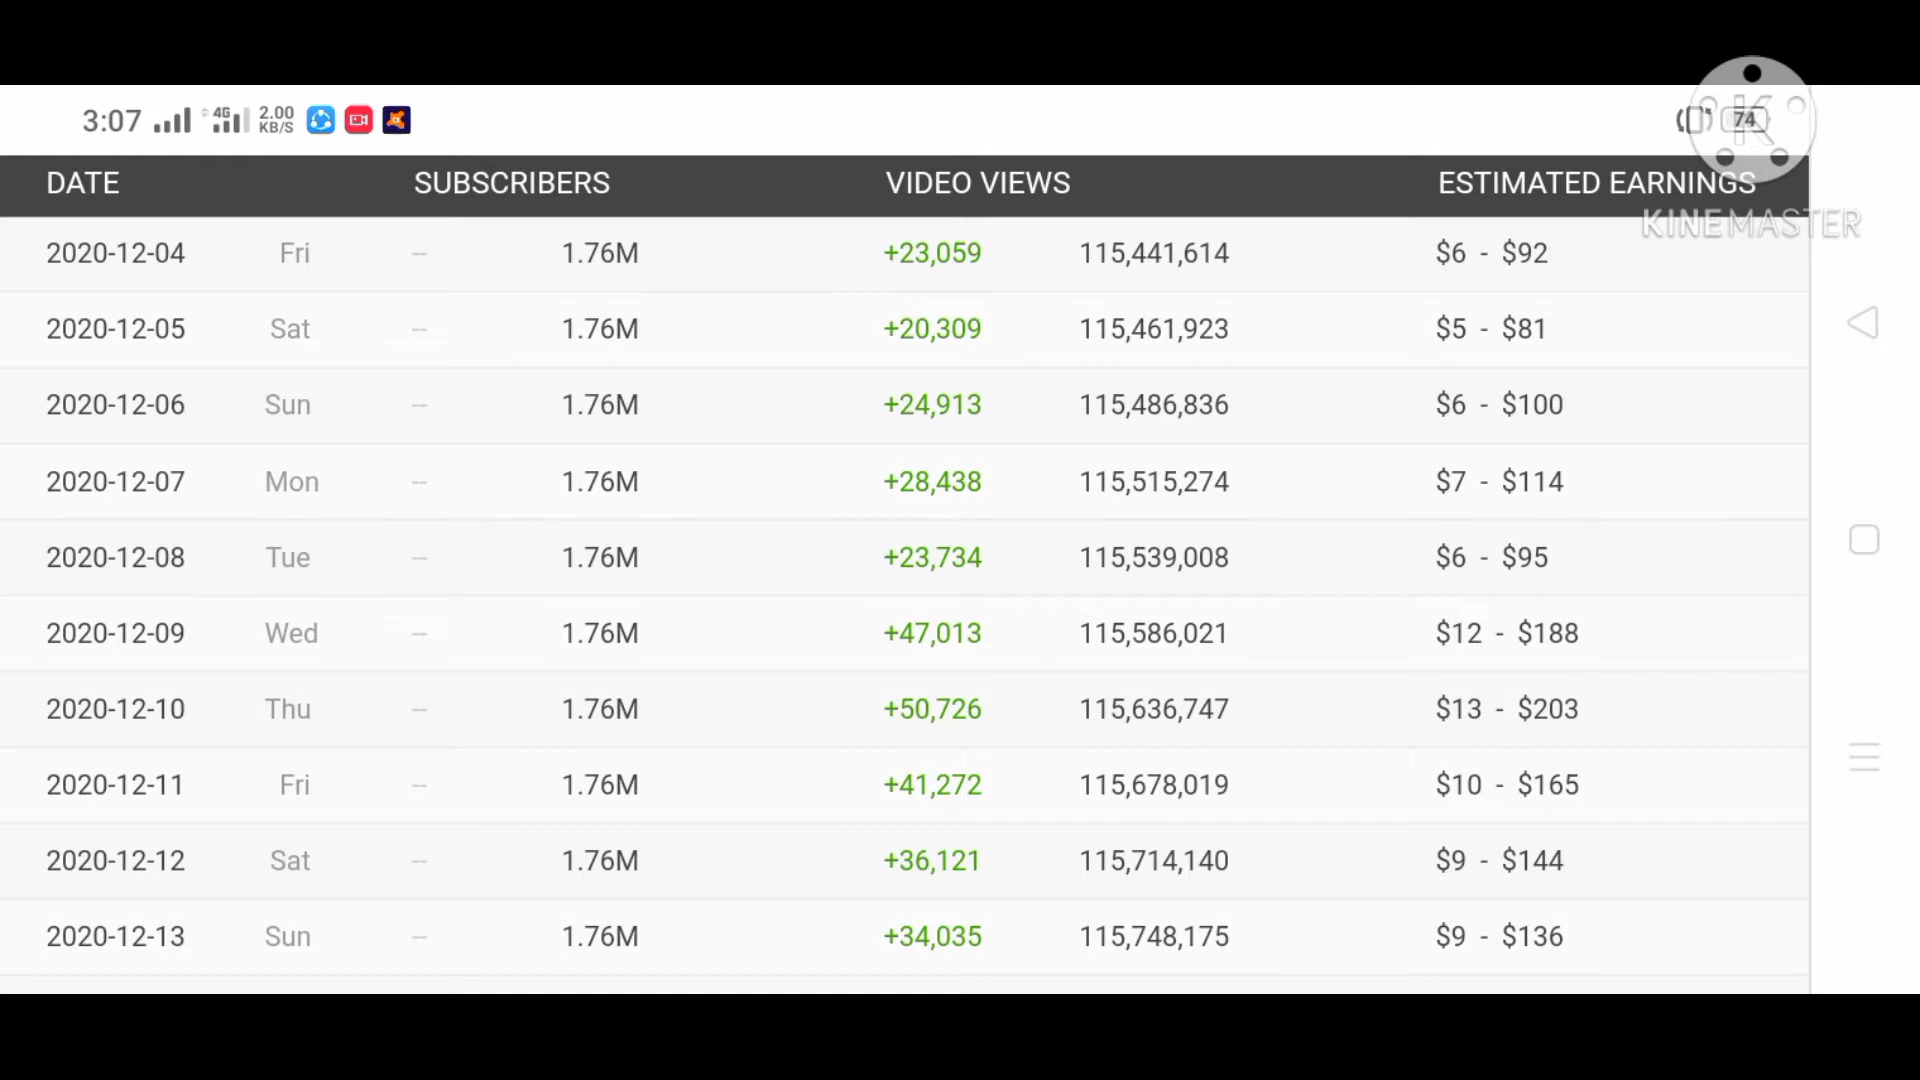 3:07 4G 2.00 KB/S 74
DATE SUBSCRIBERS VIDEO VIEWS ESTIMATED EARNINGS
KINEMASTER
2020-12-04 Fri -- 1.76M +23,059 115,441,614 $6 - $92
2020-12-05 Sat -- 1.76M +20,309 115,461,923 $5 - $81
2020-12-06 Sun -- 1.76M +24,913 115,486,836 $6 - $100
2020-12-07 Mon -- 1.76M +28,438 115,515,274 $7 - $114
2020-12-08 Tue -- 1.76M +23,734 115,539,008 $6 - $95
2020-12-09 Wed -- 1.76M +47,013 115,586,021 $12 - $188
2020-12-10 Thu -- 1.76M +50,726 115,636,747 $13 - $203
2020-12-11 Fri -- 1.76M +41,272 115,678,019 $10 - $165
2020-12-12 Sat -- 1.76M +36,121 115,714,140 $9 - $144
2020-12-13 Sun -- 1.76M +34,035 115,748,175 $9 - $136